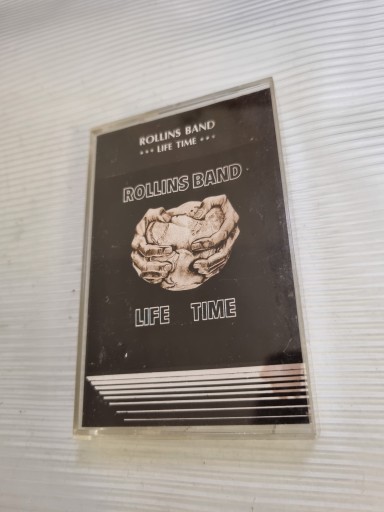 ROLLINS BAND
*** LIFE TIME ***
ROLLINS BAND
LIFE TIME